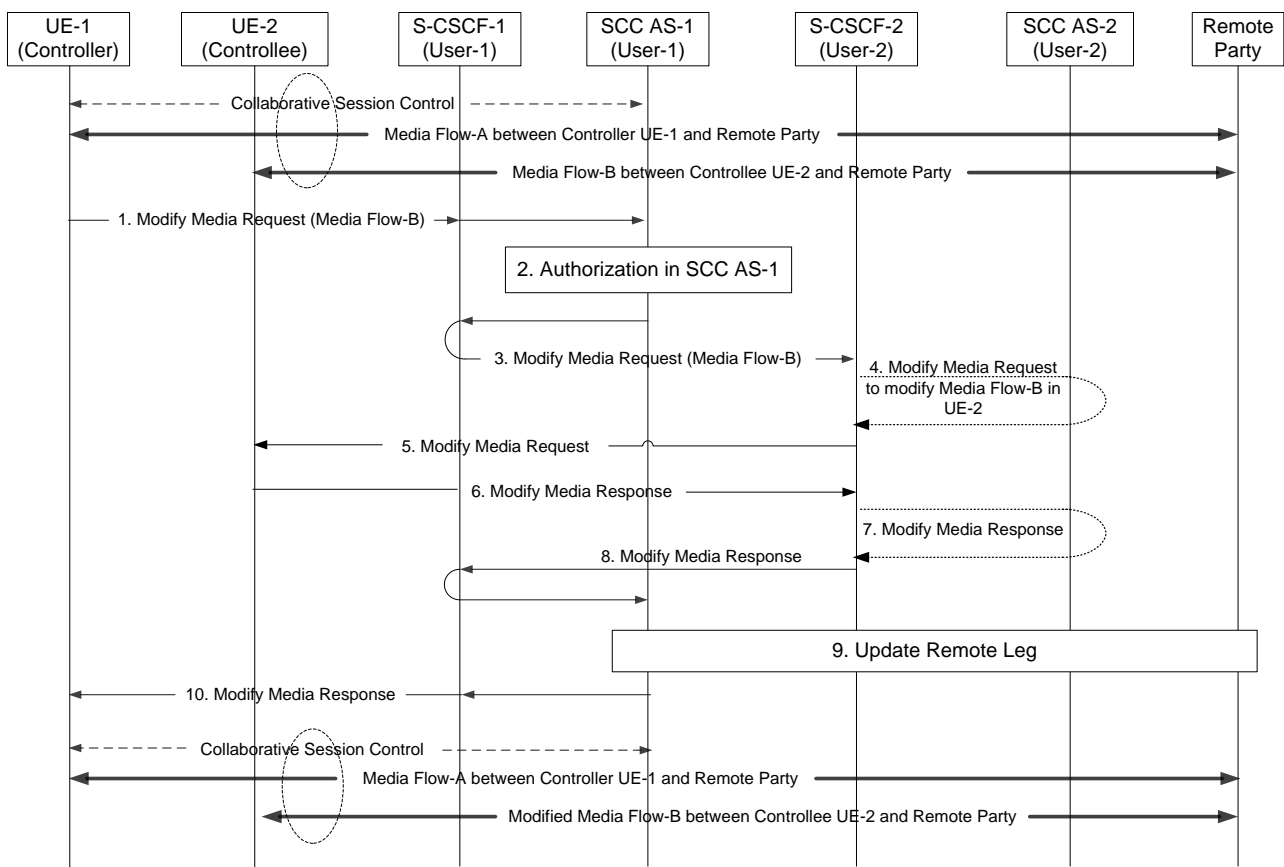 UE-1
(Controller)
UE-2
(Controllee)
S-CSCF-1
(User-1)
SCC AS-1
(User-1)
S-CSCF-2
(User-2)
SCC AS-2
(User-2)
Remote
Party
Collaborative Session Control
Media Flow-A between Controller UE-1 and Remote Party
Media Flow-B between Controllee UE-2 and Remote Party
1. Modify Media Request (Media Flow-B)
2. Authorization in SCC AS-1
3. Modify Media Request (Media Flow-B)
4. Modify Media Request
to modify Media Flow-B in
UE-2
5. Modify Media Request
6. Modify Media Response
7. Modify Media Response
8. Modify Media Response
9. Update Remote Leg
10. Modify Media Response
Collaborative Session Control
Media Flow-A between Controller UE-1 and Remote Party
Modified Media Flow-B between Controllee UE-2 and Remote Party